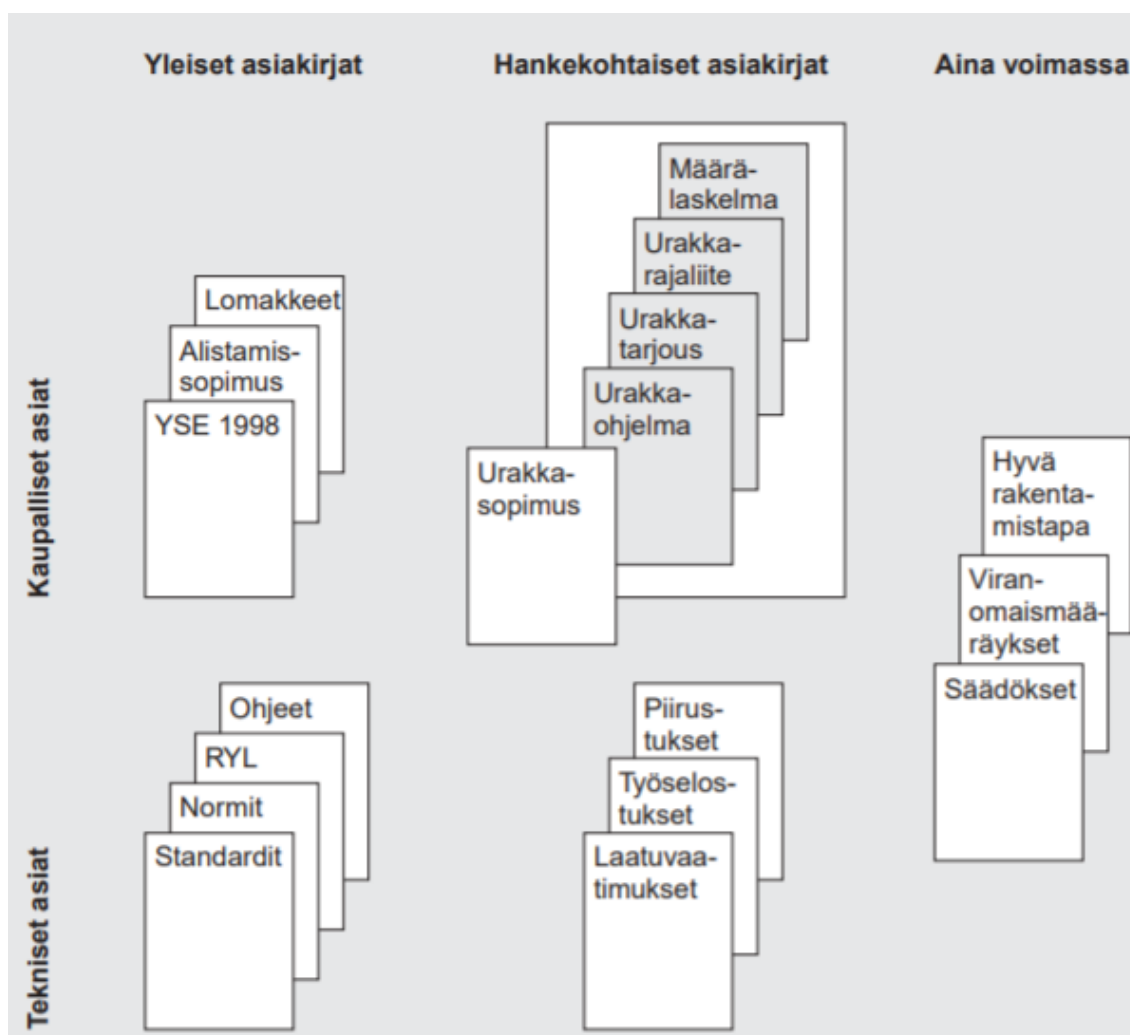 Yleiset asiakirjat
Hankekohtaiset asiakirjat
Aina voimassa
Kaupalliset asiat
Lomakkeet
Alistamis-
sopimus
YSE 1998
Määrä-
laskelma
Urakka-
rajaliite
Urakka-
tarjous
Urakka-
ohjelma
Urakka-
sopimus
Hyvä
rakenta-
mistapa
Viran-
omaismää-
räykset
Säädökset
Tekniset asiat
Ohjeet
RYL
Normit
Standardit
Piirus-
tukset
Työselos-
tukset
Laatuvaa-
timukset